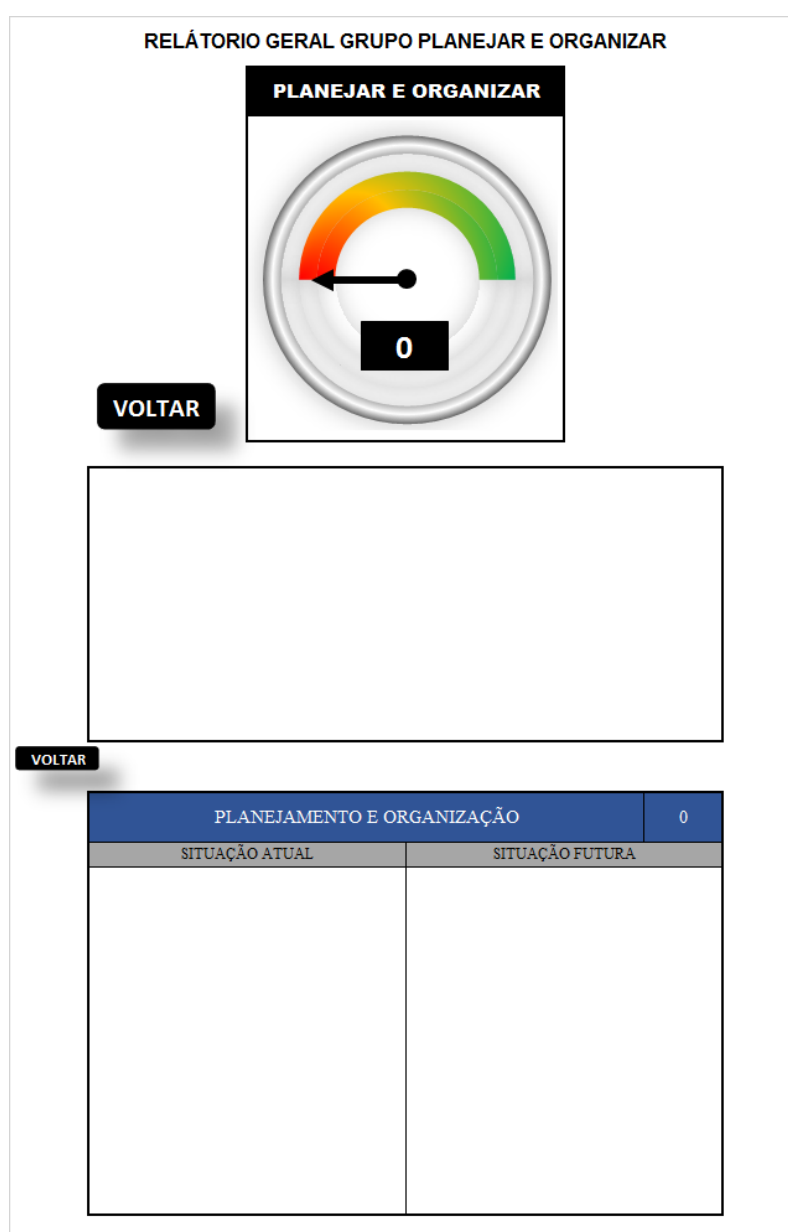 RELÁTORIO GERAL GRUPO PLANEJAR E ORGANIZAR
PLANEJAR E ORGANIZAR
0
VOLTAR
VOLTAR
PLANEJAMENTO E ORGANIZAÇÃO 0
SITUAÇÃO ATUAL SITUAÇÃO FUTURA